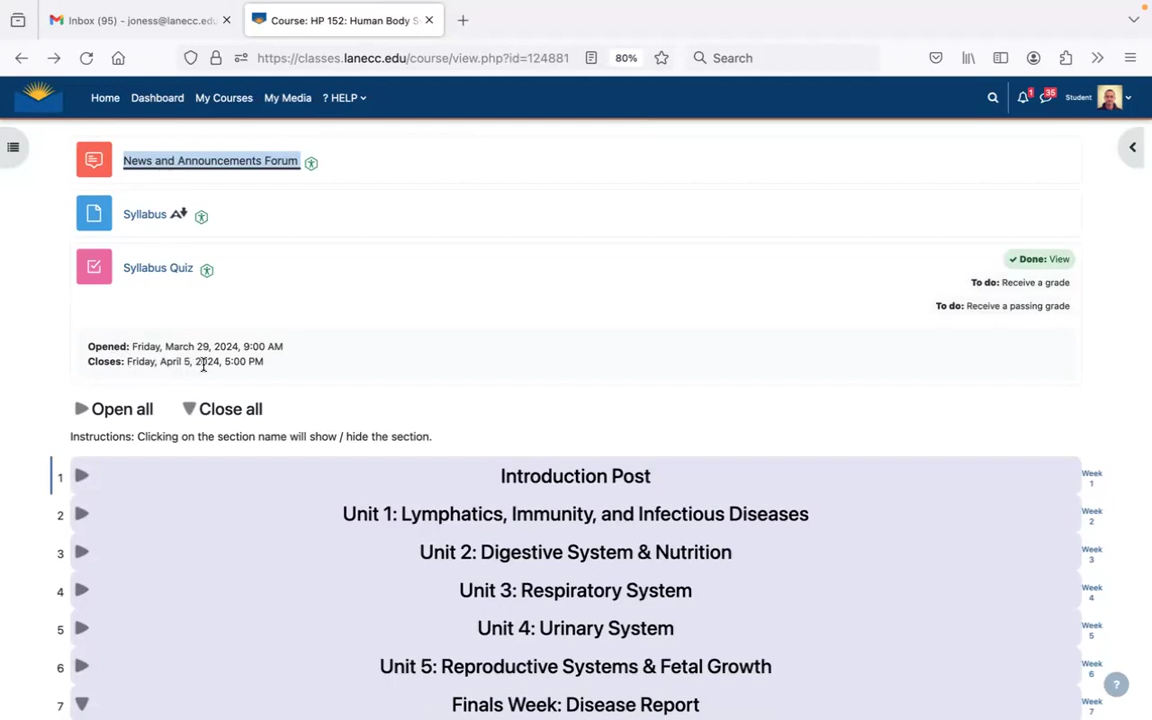 Inbox (95) - joness@lanecc.edu
Course: HP 152: Human Body S
https://classes.lanecc.edu/course/view.php?id=124881
80%
Search
Home
Dashboard
My Courses
My Media
? HELP
1
35
Student
News and Announcements Forum
Syllabus
Syllabus Quiz
Done: View
To do: Receive a grade
To do: Receive a passing grade
Opened: Friday, March 29, 2024, 9:00 AM
Closes: Friday, April 5, 2024, 5:00 PM
Open all
Close all
Instructions: Clicking on the section name will show / hide the section.
1 Introduction Post Week 1
2 Unit 1: Lymphatics, Immunity, and Infectious Diseases Week 2
3 Unit 2: Digestive System & Nutrition Week 3
4 Unit 3: Respiratory System Week 4
5 Unit 4: Urinary System Week 5
6 Unit 5: Reproductive Systems & Fetal Growth Week 6
7 Finals Week: Disease Report Week 7
?